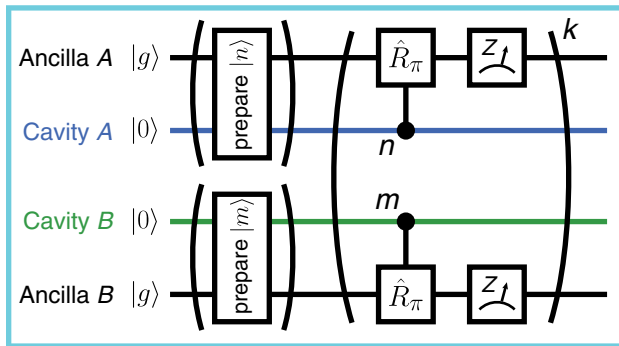 k
Ancilla A |g⟩ prepare |n⟩ R̂π Z
Cavity A |0⟩
n
m
Cavity B |0⟩
Ancilla B |g⟩ prepare |m⟩ R̂π Z